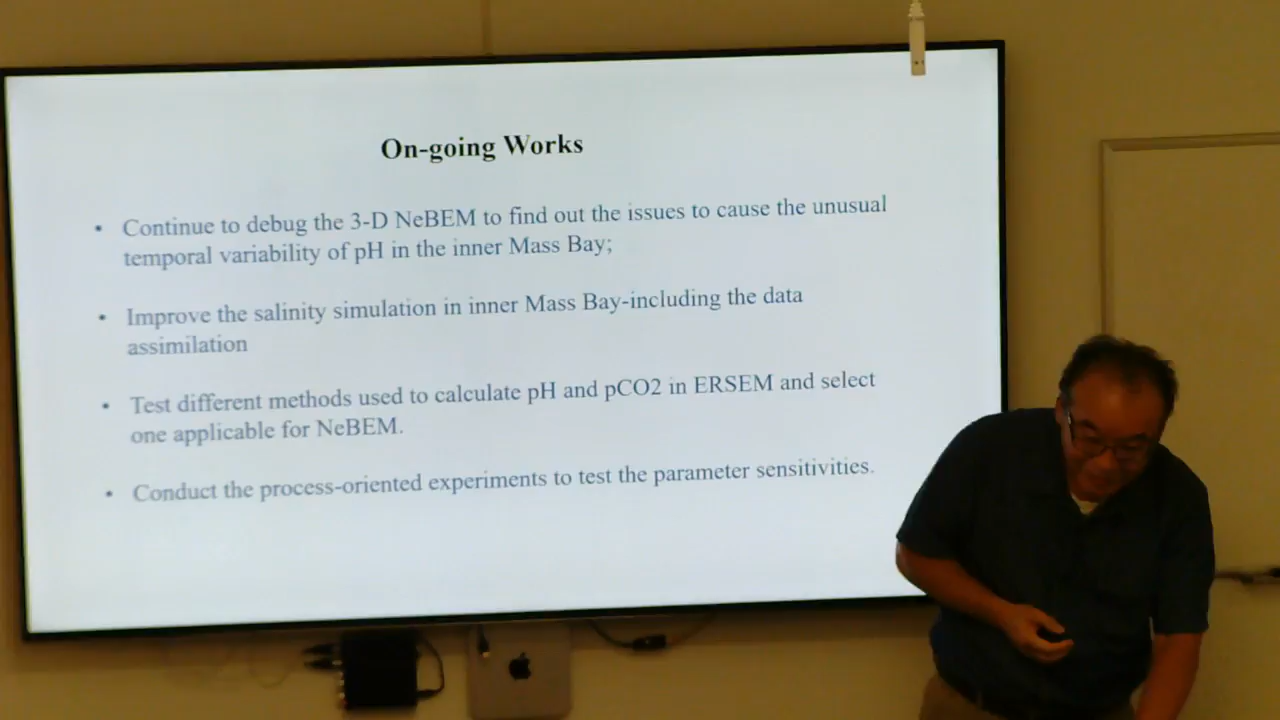 On-going Works
• Continue to debug the 3-D NeBEM to find out the issues to cause the unusual
temporal variability of pH in the inner Mass Bay;
• Improve the salinity simulation in inner Mass Bay-including the data
assimilation
• Test different methods used to calculate pH and pCO2 in ERSEM and select
one applicable for NeBEM.
• Conduct the process-oriented experiments to test the parameter sensitivities.